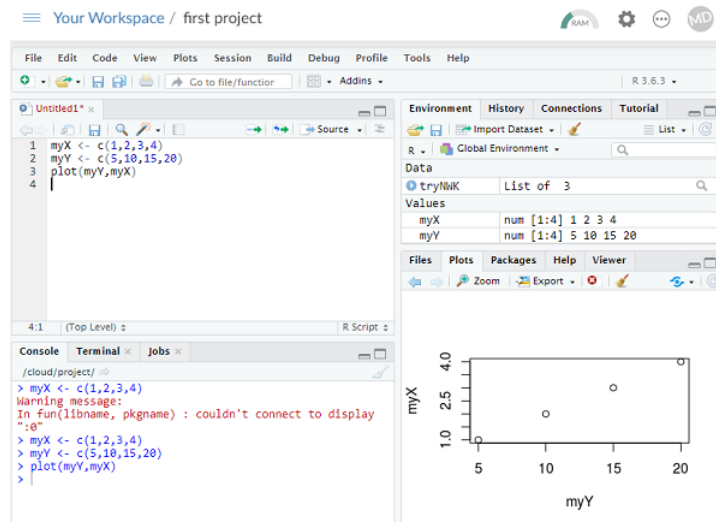 Your Workspace / first project
RAM
MD
File Edit Code View Plots Session Build Debug Profile Tools Help
Go to file/functior
Addins
R 3.6.3
Untitled1*
Source
1 myX <- c(1,2,3,4)
2 myY <- c(5,10,15,20)
3 plot(myY,myX)
4
4:1 (Top Level) R Script
Console Terminal Jobs
/cloud/project/
> myX <- c(1,2,3,4)
Warning message:
In fun(libname, pkgname) : couldn't connect to display
":0"
> myX <- c(1,2,3,4)
> myY <- c(5,10,15,20)
> plot(myY,myX)
>
Environment History Connections Tutorial
Import Dataset List
R Global Environment
Data
tryNWK List of 3
Values
myX num [1:4] 1 2 3 4
myY num [1:4] 5 10 15 20
Files Plots Packages Help Viewer
Zoom Export
myX
4.0
2.5
1.0
5 10 15 20
myY